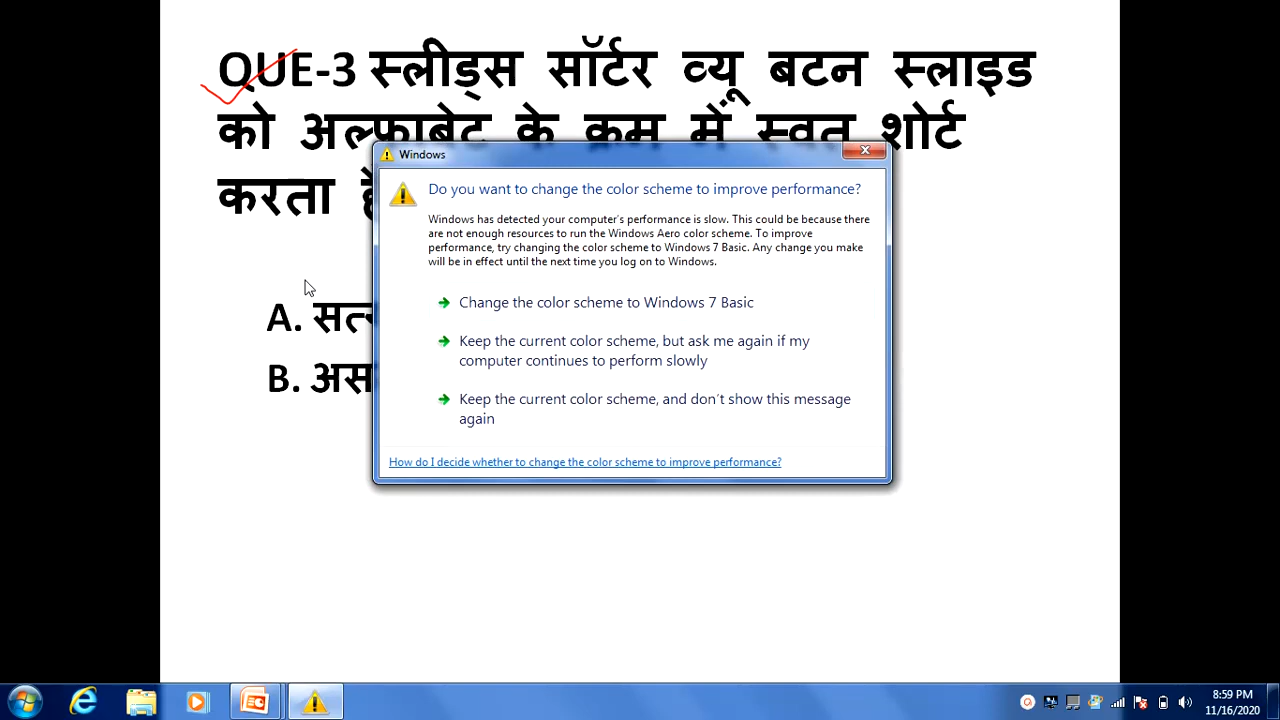 QUE-3 स्लीड्स सॉर्टर व्यू बटन स्लाइड
को अल्फाबेट के क्रम में स्वत शोर्ट
करता
A.
B.
Windows
Do you want to change the color scheme to improve performance?
Windows has detected your computer's performance is slow. This could be because there
are not enough resources to run the Windows Aero color scheme. To improve
performance, try changing the color scheme to Windows 7 Basic. Any change you make
will be in effect until the next time you log on to Windows.
Change the color scheme to Windows 7 Basic
Keep the current color scheme, but ask me again if my
computer continues to perform slowly
Keep the current color scheme, and don't show this message
again
How do I decide whether to change the color scheme to improve performance?
8:59 PM
11/16/2020